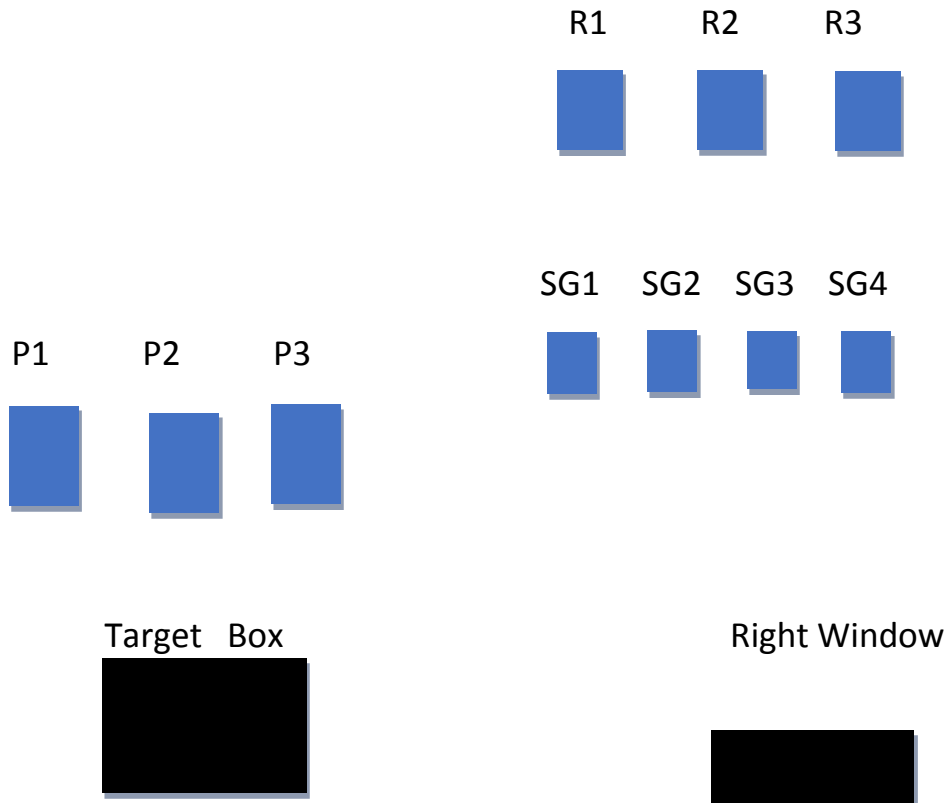 R1 R2 R3
SG1 SG2 SG3 SG4
P1 P2 P3
Target Box
Right Window